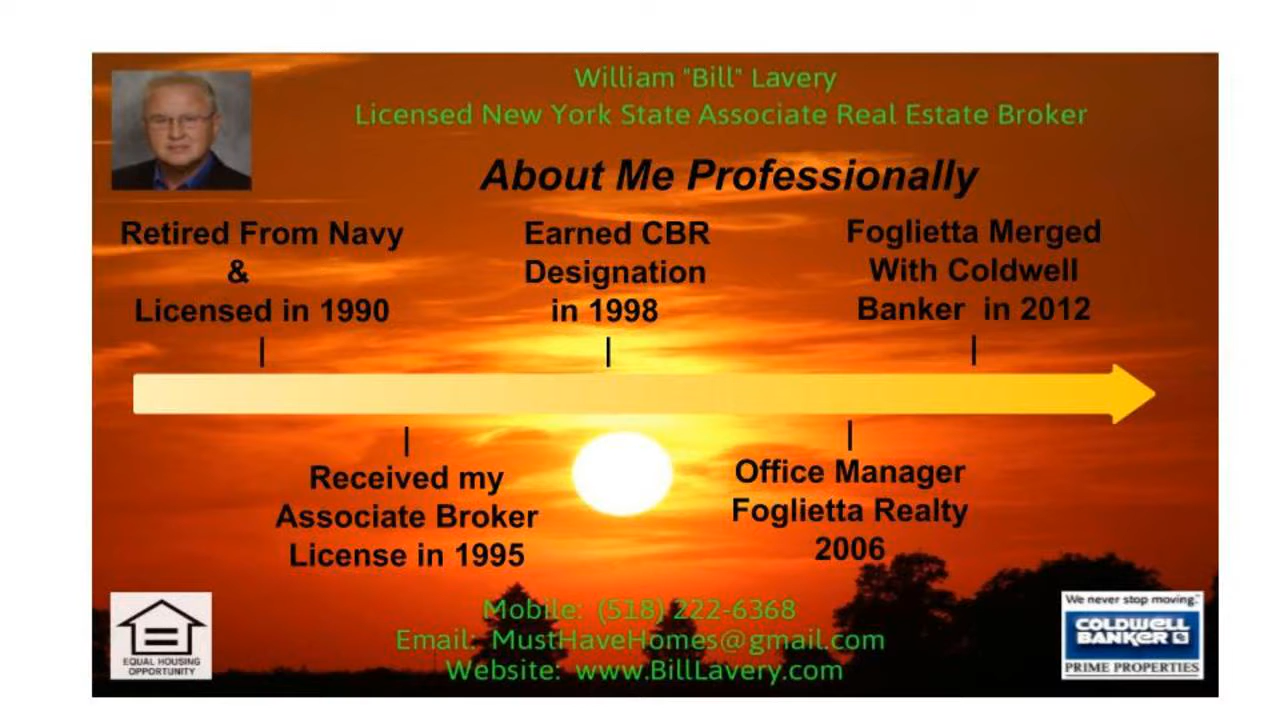 William "Bill" Lavery
Licensed New York State Associate Real Estate Broker
About Me Professionally
Retired From Navy
&
Licensed in 1990
Earned CBR
Designation
in 1998
Foglietta Merged
With Coldwell
Banker in 2012
Received my
Associate Broker
License in 1995
Office Manager
Foglietta Realty
2006
Mobile: (518) 222-6368
Email: MustHaveHomes@gmail.com
Website: www.BillLavery.com
EQUAL HOUSING
OPPORTUNITY
We never stop moving.™
COLDWELL
BANKER
PRIME PROPERTIES